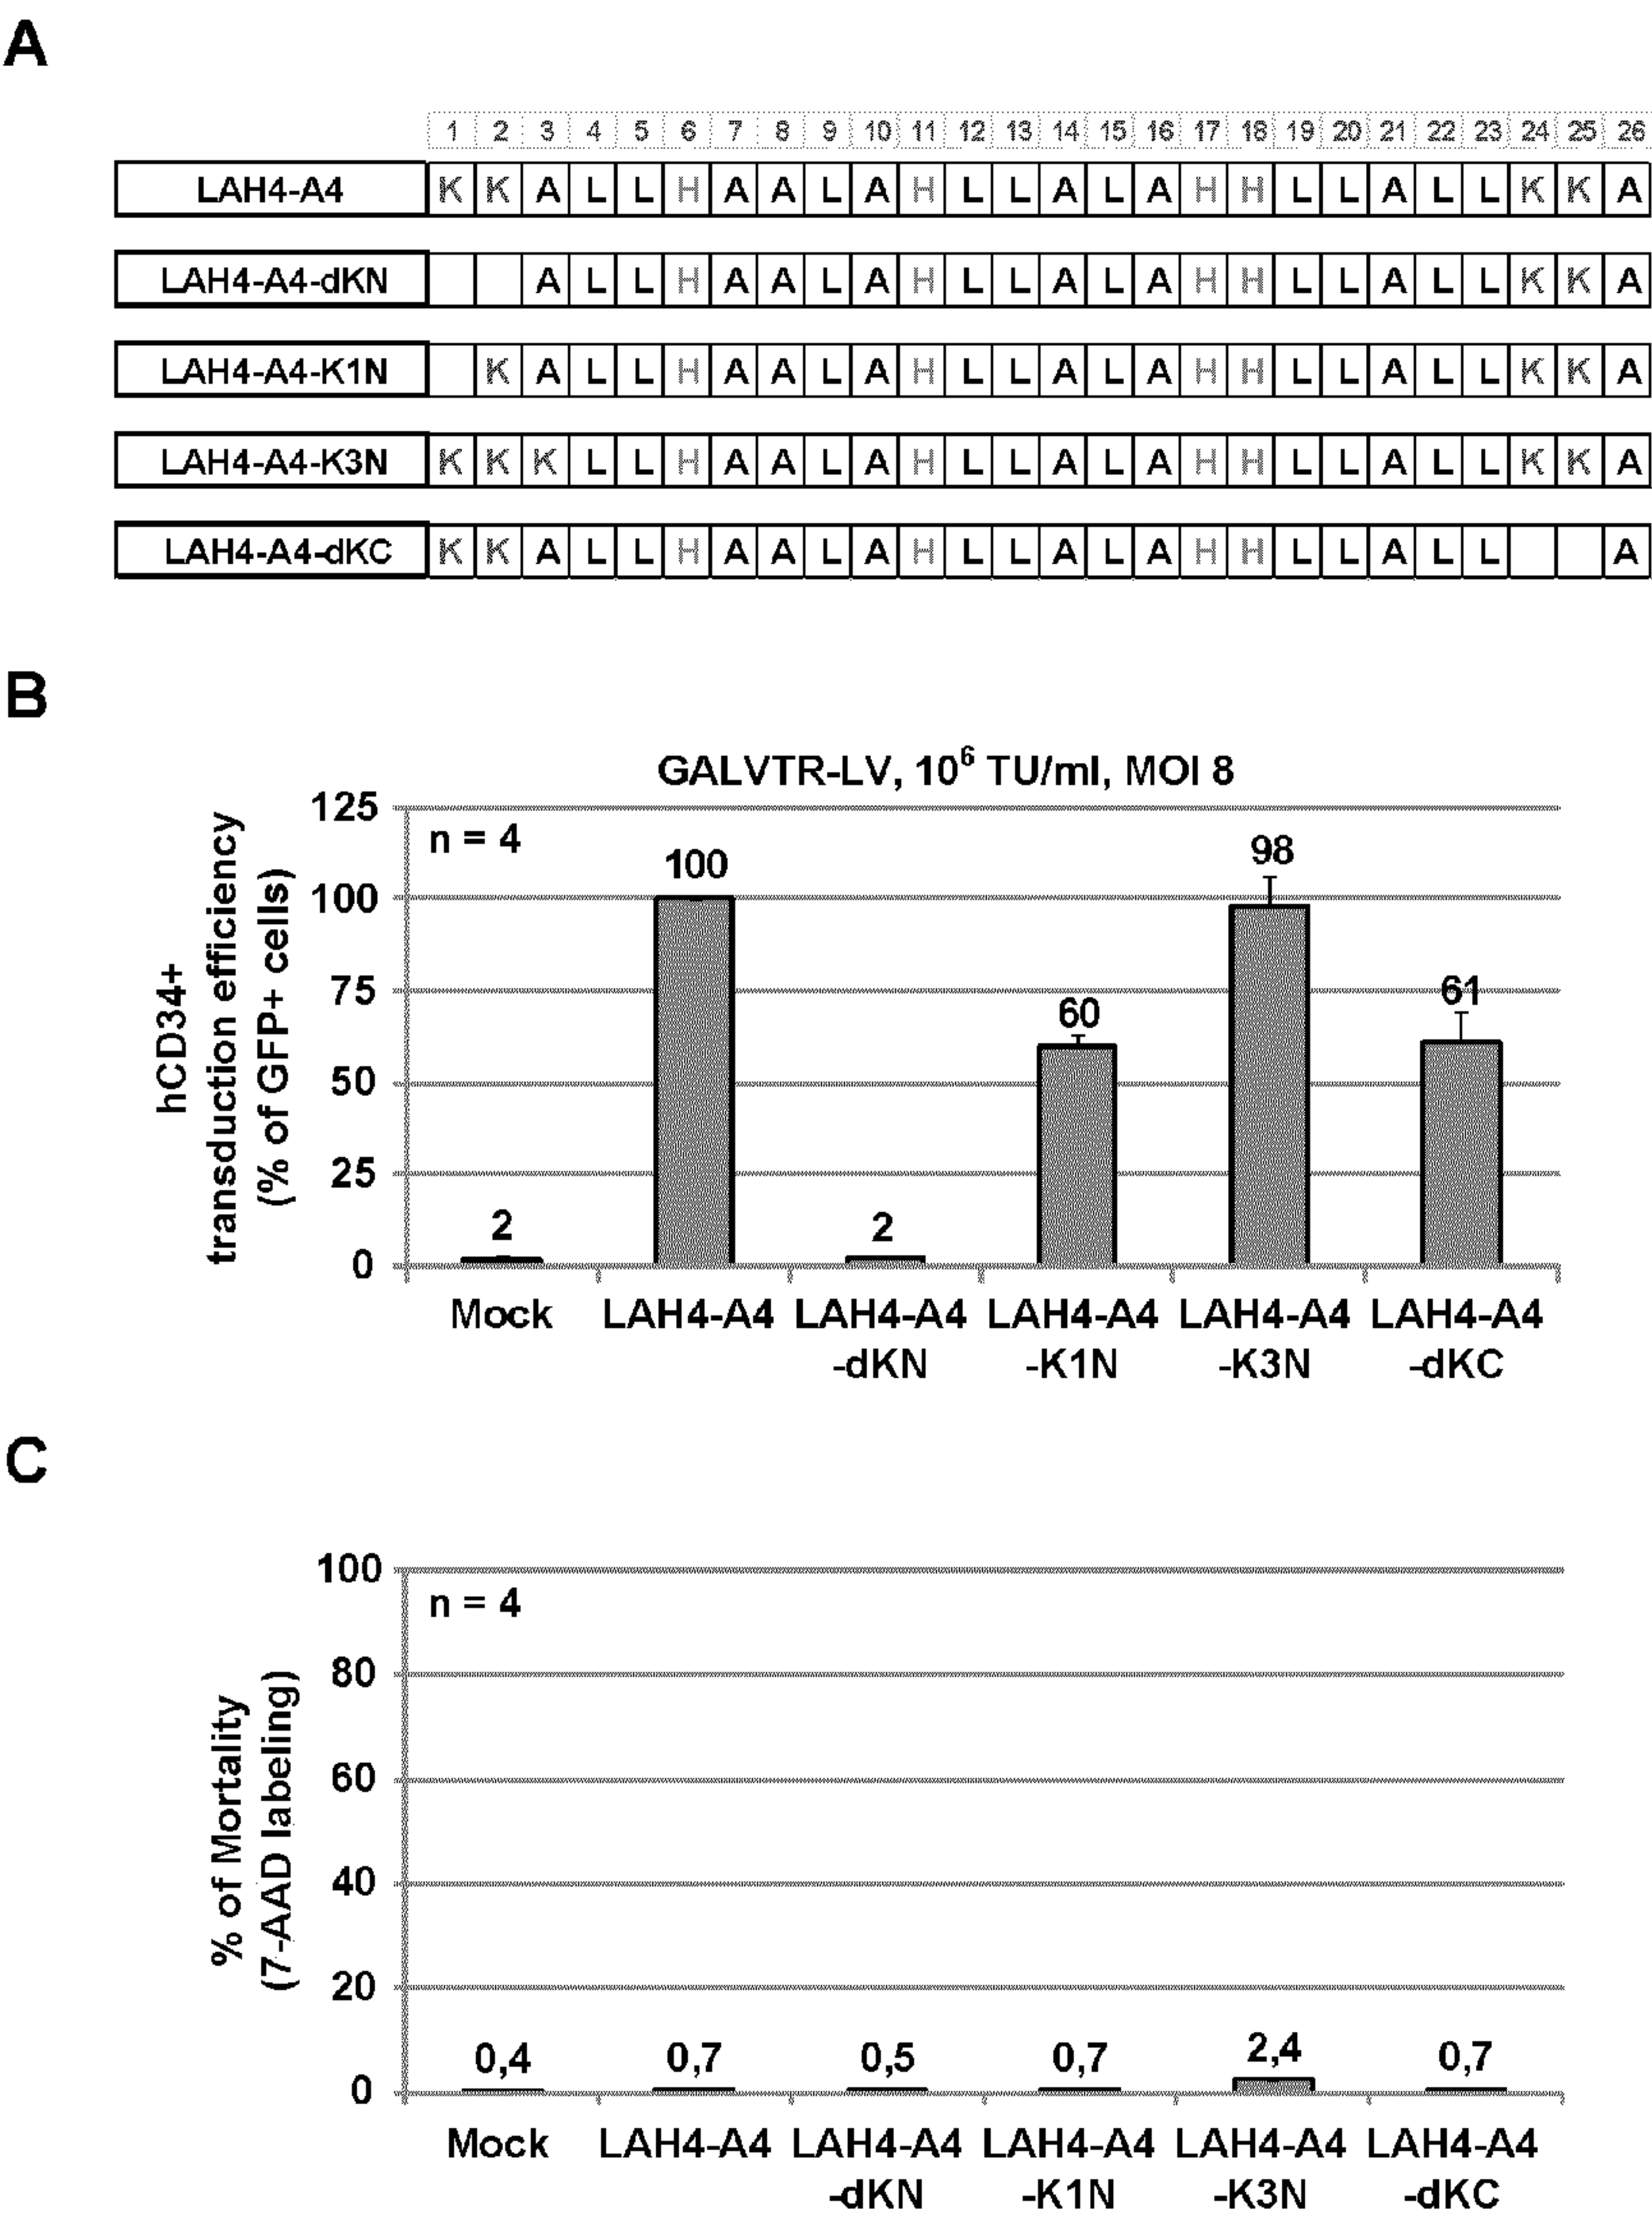 A
1 2 3 4 5 6 7 8 9 10 11 12 13 14 15 16 17 18 19 20 21 22 23 24 25 26
LAH4-A4 K K A L L H A A L A H L L A L A H H L L A L L K K A
LAH4-A4-dKN A L L H A A L A H L L A L A H H L L A L L K K A
LAH4-A4-K1N K A L L H A A L A H L L A L A H H L L A L L K K A
LAH4-A4-K3N K K K L L H A A L A H L L A L A H H L L A L L K K A
LAH4-A4-dKC K K A L L H A A L A H L L A L A H H L L A L L A
B
GALVTR-LV, 10⁶ TU/ml, MOI 8
hCD34+
transduction efficiency
(% of GFP+ cells)
125
100
75
50
25
0
n = 4
2 100 2 60 98 61
Mock LAH4-A4 LAH4-A4 LAH4-A4 LAH4-A4 LAH4-A4
-dKN -K1N -K3N -dKC
C
% of Mortality
(7-AAD labeling)
100
80
60
40
20
0
n = 4
0,4 0,7 0,5 0,7 2,4 0,7
Mock LAH4-A4 LAH4-A4 LAH4-A4 LAH4-A4 LAH4-A4
-dKN -K1N -K3N -dKC